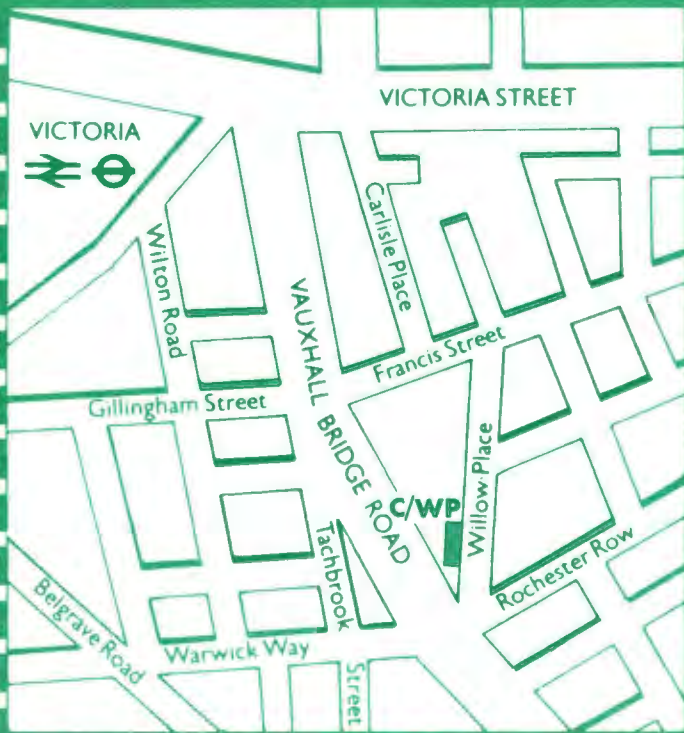 VICTORIA STREET
VICTORIA
Carlisle Place
Wilton Road
VAUXHALL BRIDGE ROAD
Francis Street
Gillingham Street
Willow Place
C/WP
Tachbrook
Street
Rochester Row
Belgrave Road
Warwick Way